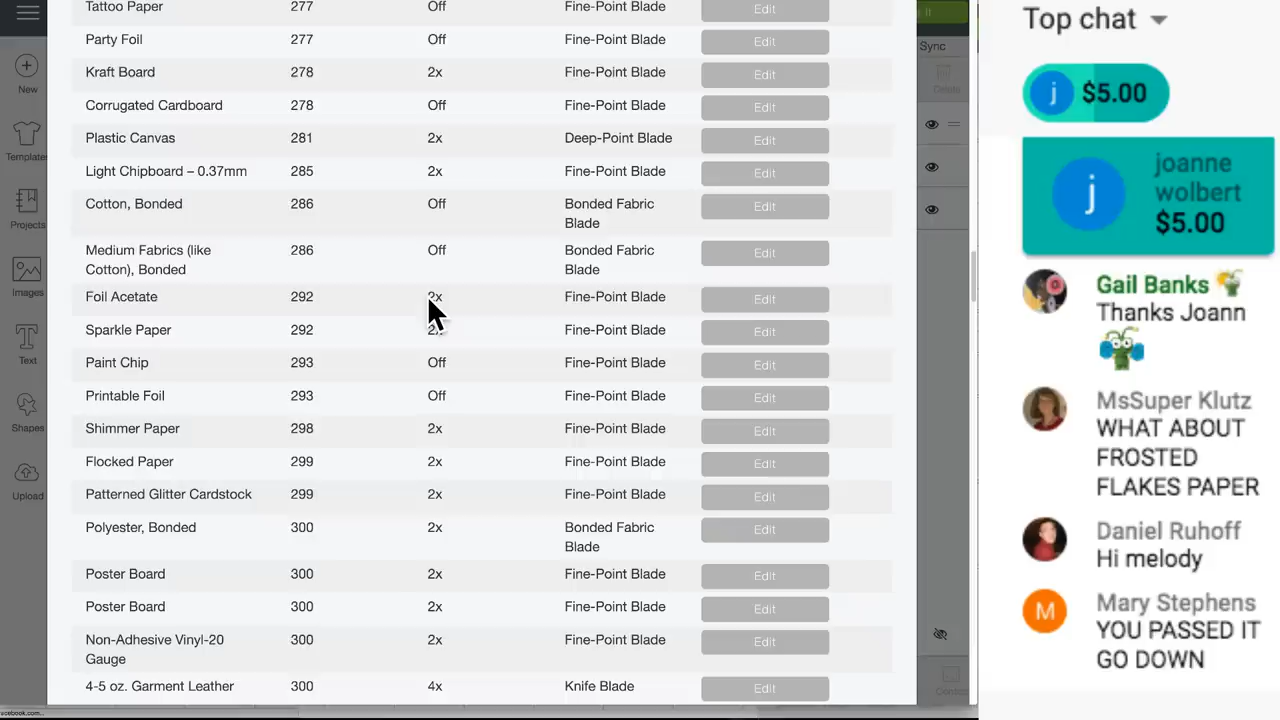 Tattoo Paper 277 Off Fine-Point Blade Edit
Party Foil 277 Off Fine-Point Blade Edit
Kraft Board 278 2x Fine-Point Blade Edit
Corrugated Cardboard 278 Off Fine-Point Blade Edit
Plastic Canvas 281 2x Deep-Point Blade Edit
Light Chipboard – 0.37mm 285 2x Fine-Point Blade Edit
Cotton, Bonded 286 Off Bonded Fabric Edit
Blade
Medium Fabrics (like 286 Off Bonded Fabric Edit
Cotton), Bonded Blade
Foil Acetate 292 2x Fine-Point Blade Edit
Sparkle Paper 292 Fine-Point Blade Edit
Paint Chip 293 Off Fine-Point Blade Edit
Printable Foil 293 Off Fine-Point Blade Edit
Shimmer Paper 298 2x Fine-Point Blade Edit
Flocked Paper 299 2x Fine-Point Blade Edit
Patterned Glitter Cardstock 299 2x Fine-Point Blade Edit
Polyester, Bonded 300 2x Bonded Fabric Edit
Blade
Poster Board 300 2x Fine-Point Blade Edit
Poster Board 300 2x Fine-Point Blade Edit
Non-Adhesive Vinyl-20 300 2x Fine-Point Blade Edit
Gauge
4-5 oz. Garment Leather 300 4x Knife Blade Edit
New
Template
Projects
Images
Text
Shapes
Upload
it
Sync
Delete
Top chat
j $5.00
j
joanne
wolbert
$5.00
Gail Banks
Thanks Joann
MsSuper Klutz
WHAT ABOUT
FROSTED
FLAKES PAPER
Daniel Ruhoff
Hi melody
M
Mary Stephens
YOU PASSED IT
GO DOWN